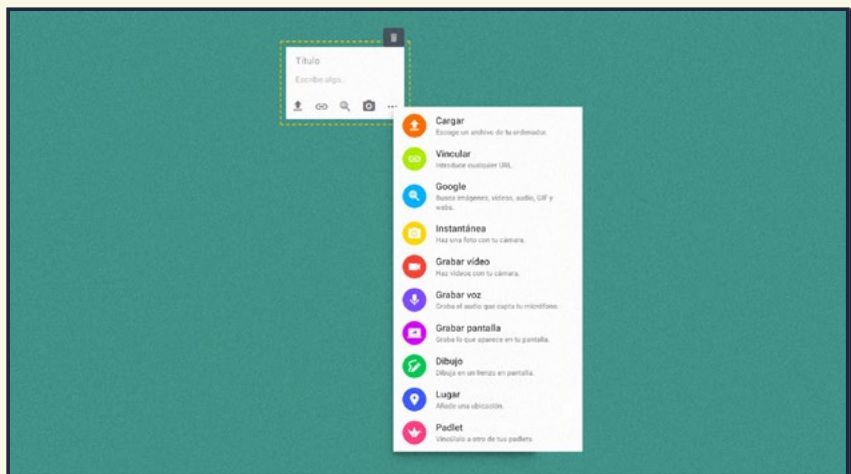 Título
Escribe algo...
Cargar
Escoge un archivo de tu ordenador.
Vincular
Introduce cualquier URL.
Google
Busca imágenes, vídeos, audio, GIF y
webs.
Instantánea
Haz una foto con tu cámara.
Grabar vídeo
Haz vídeos con tu cámara.
Grabar voz
Graba el audio que capta tu micrófono.
Grabar pantalla
Graba lo que aparece en tu pantalla.
Dibujo
Dibuja en un lienzo en pantalla.
Lugar
Añade una ubicación.
Padlet
Vincúlalo a otro de tus padlets.